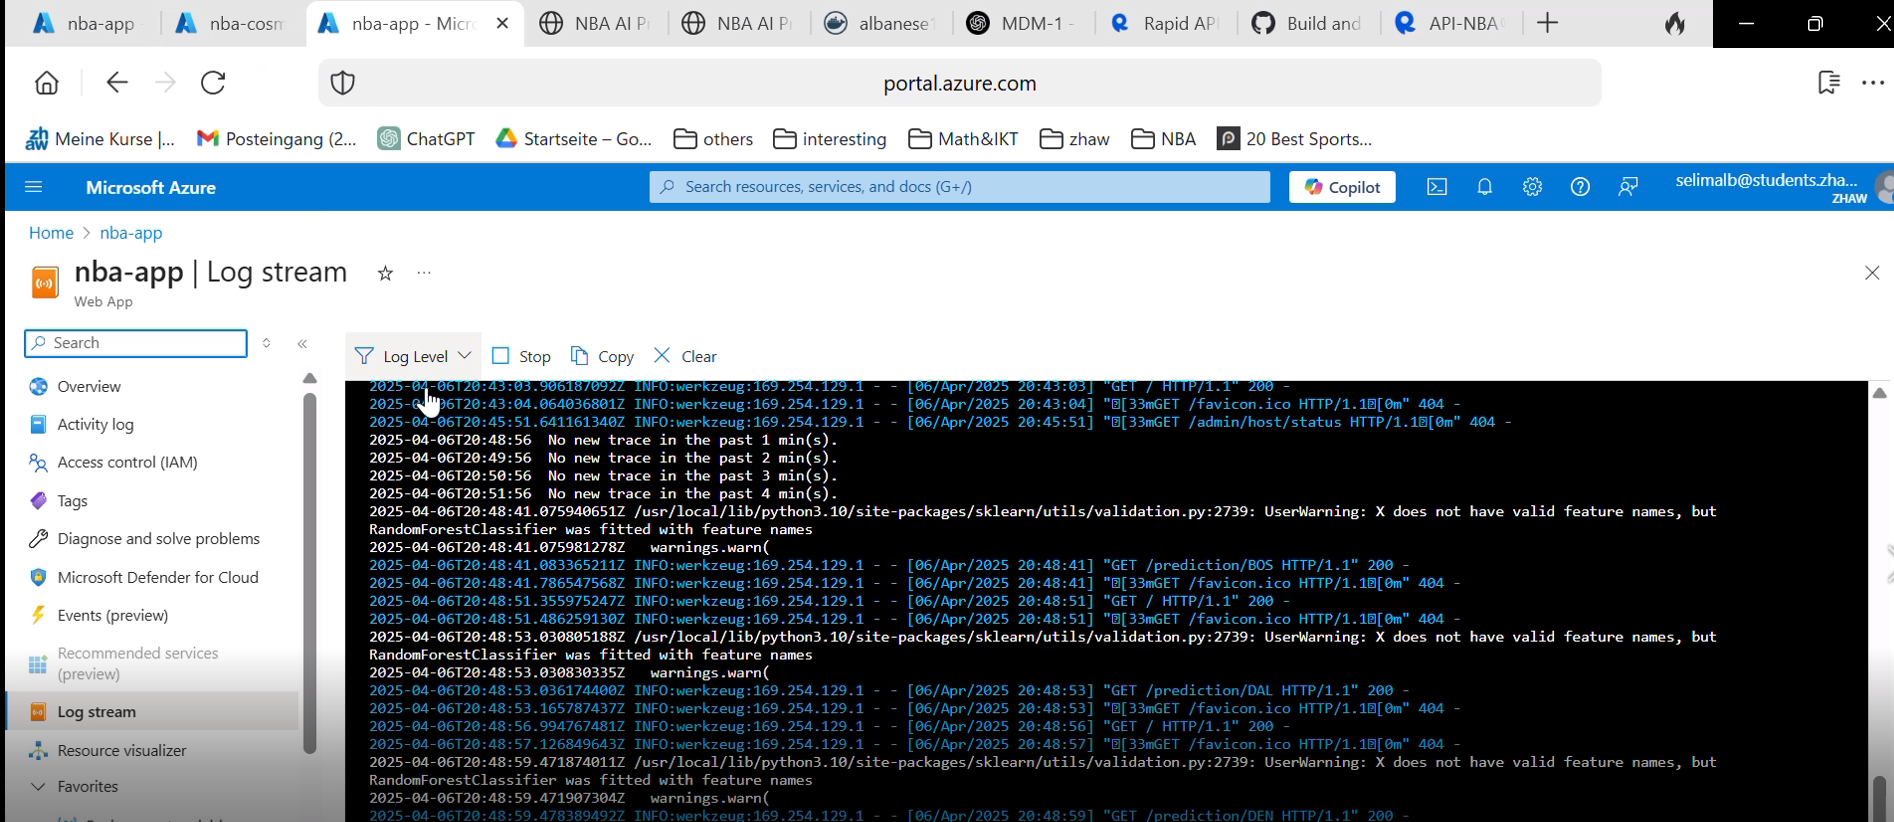 nba-app
nba-cosm
nba-app - Micro
NBA AI Pr
NBA AI Pr
albanese1
MDM-1 -
Rapid API
Build and
API-NBA
portal.azure.com
Meine Kurse |...
Posteingang (2...
ChatGPT
Startseite – Go...
others
interesting
Math&IKT
zhaw
NBA
20 Best Sports...
Microsoft Azure
Search resources, services, and docs (G+/)
Copilot
selimalb@students.zha...
ZHAW
Home > nba-app
nba-app | Log stream
Web App
Search
Log Level
Stop
Copy
Clear
Overview
Activity log
Access control (IAM)
Tags
Diagnose and solve problems
Microsoft Defender for Cloud
Events (preview)
Recommended services
(preview)
Log stream
Resource visualizer
Favorites
2025-04-06T20:43:03.906187092Z INFO:werkzeug:169.254.129.1 - - [06/Apr/2025 20:43:03] "GET / HTTP/1.1" 200 -
2025-04-06T20:43:04.064036801Z INFO:werkzeug:169.254.129.1 - - [06/Apr/2025 20:43:04] "[33mGET /favicon.ico HTTP/1.1[0m" 404 -
2025-04-06T20:45:51.641161340Z INFO:werkzeug:169.254.129.1 - - [06/Apr/2025 20:45:51] "[33mGET /admin/host/status HTTP/1.1[0m" 404 -
2025-04-06T20:48:56 No new trace in the past 1 min(s).
2025-04-06T20:49:56 No new trace in the past 2 min(s).
2025-04-06T20:50:56 No new trace in the past 3 min(s).
2025-04-06T20:51:56 No new trace in the past 4 min(s).
2025-04-06T20:48:41.075940651Z /usr/local/lib/python3.10/site-packages/sklearn/utils/validation.py:2739: UserWarning: X does not have valid feature names, but
RandomForestClassifier was fitted with feature names
2025-04-06T20:48:41.075981278Z warnings.warn(
2025-04-06T20:48:41.083365211Z INFO:werkzeug:169.254.129.1 - - [06/Apr/2025 20:48:41] "GET /prediction/BOS HTTP/1.1" 200 -
2025-04-06T20:48:41.786547568Z INFO:werkzeug:169.254.129.1 - - [06/Apr/2025 20:48:41] "[33mGET /favicon.ico HTTP/1.1[0m" 404 -
2025-04-06T20:48:51.355975247Z INFO:werkzeug:169.254.129.1 - - [06/Apr/2025 20:48:51] "GET / HTTP/1.1" 200 -
2025-04-06T20:48:51.486259130Z INFO:werkzeug:169.254.129.1 - - [06/Apr/2025 20:48:51] "[33mGET /favicon.ico HTTP/1.1[0m" 404 -
2025-04-06T20:48:53.030805188Z /usr/local/lib/python3.10/site-packages/sklearn/utils/validation.py:2739: UserWarning: X does not have valid feature names, but
RandomForestClassifier was fitted with feature names
2025-04-06T20:48:53.030830335Z warnings.warn(
2025-04-06T20:48:53.036174400Z INFO:werkzeug:169.254.129.1 - - [06/Apr/2025 20:48:53] "GET /prediction/DAL HTTP/1.1" 200 -
2025-04-06T20:48:53.165787437Z INFO:werkzeug:169.254.129.1 - - [06/Apr/2025 20:48:53] "[33mGET /favicon.ico HTTP/1.1[0m" 404 -
2025-04-06T20:48:56.994767481Z INFO:werkzeug:169.254.129.1 - - [06/Apr/2025 20:48:56] "GET / HTTP/1.1" 200 -
2025-04-06T20:48:57.126849643Z INFO:werkzeug:169.254.129.1 - - [06/Apr/2025 20:48:57] "[33mGET /favicon.ico HTTP/1.1[0m" 404 -
2025-04-06T20:48:59.471874011Z /usr/local/lib/python3.10/site-packages/sklearn/utils/validation.py:2739: UserWarning: X does not have valid feature names, but
RandomForestClassifier was fitted with feature names
2025-04-06T20:48:59.471907304Z warnings.warn(
2025-04-06T20:48:59.478389492Z INFO:werkzeug:169.254.129.1 - - [06/Apr/2025 20:48:59] "GET /prediction/DEN HTTP/1.1" 200 -